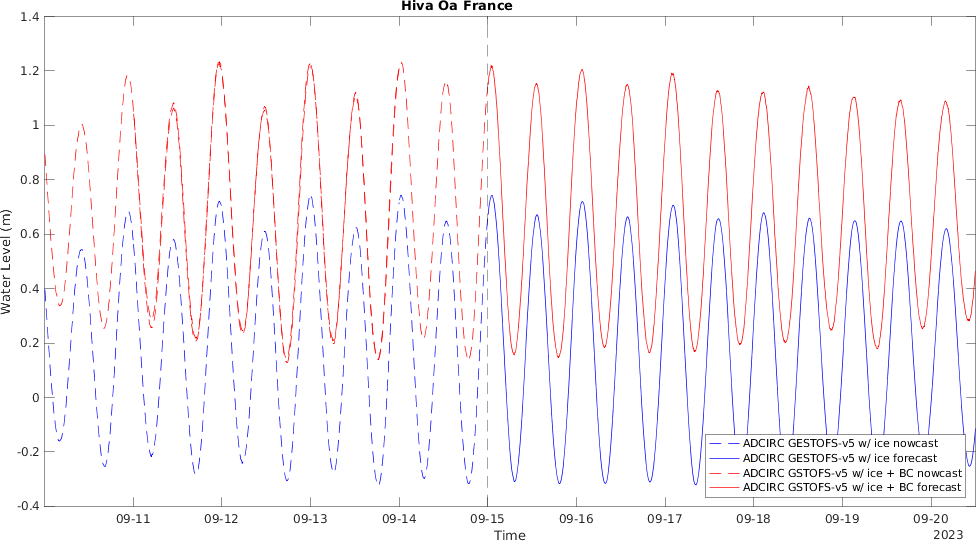 Hiva Oa France
1.4
1.2
1
0.8
0.6
0.4
0.2
0
-0.2
-0.4
Water Level (m)
ADCIRC GESTOFS-v5 w/ ice nowcast
ADCIRC GESTOFS-v5 w/ ice forecast
ADCIRC GSTOFS-v5 w/ ice + BC nowcast
ADCIRC GSTOFS-v5 w/ ice + BC forecast
09-11 09-12 09-13 09-14 09-15 09-16 09-17 09-18 09-19 09-20
Time
2023